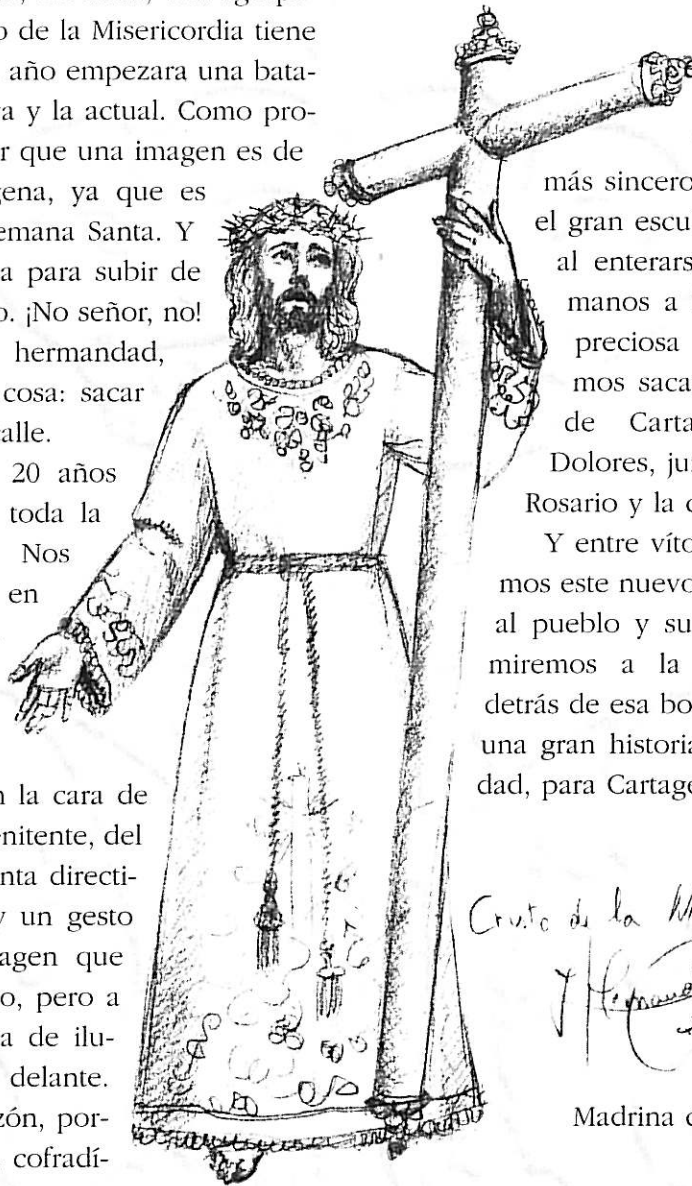 o de la Misericordia tiene
año empezara una bata-
a y la actual. Como pro-
r que una imagen es de
gena, ya que es
emana Santa. Y
a para subir de
o. ¡No señor, no!
hermandad,
cosa: sacar
alle.
20 años
toda la
Nos
en
n la cara de
enitente, del
nta directi-
y un gesto
agen que
o, pero a
a de ilu-
delante.
zón, por-
cofradí-
más sincero
el gran escu
al enterars
manos a
preciosa
mos saca
de Carta
Dolores, ju
Rosario y la c
Y entre víto
mos este nuevo
al pueblo y su
miremos a la
detrás de esa bo
una gran historia
dad, para Cartage
de la
Madrina d